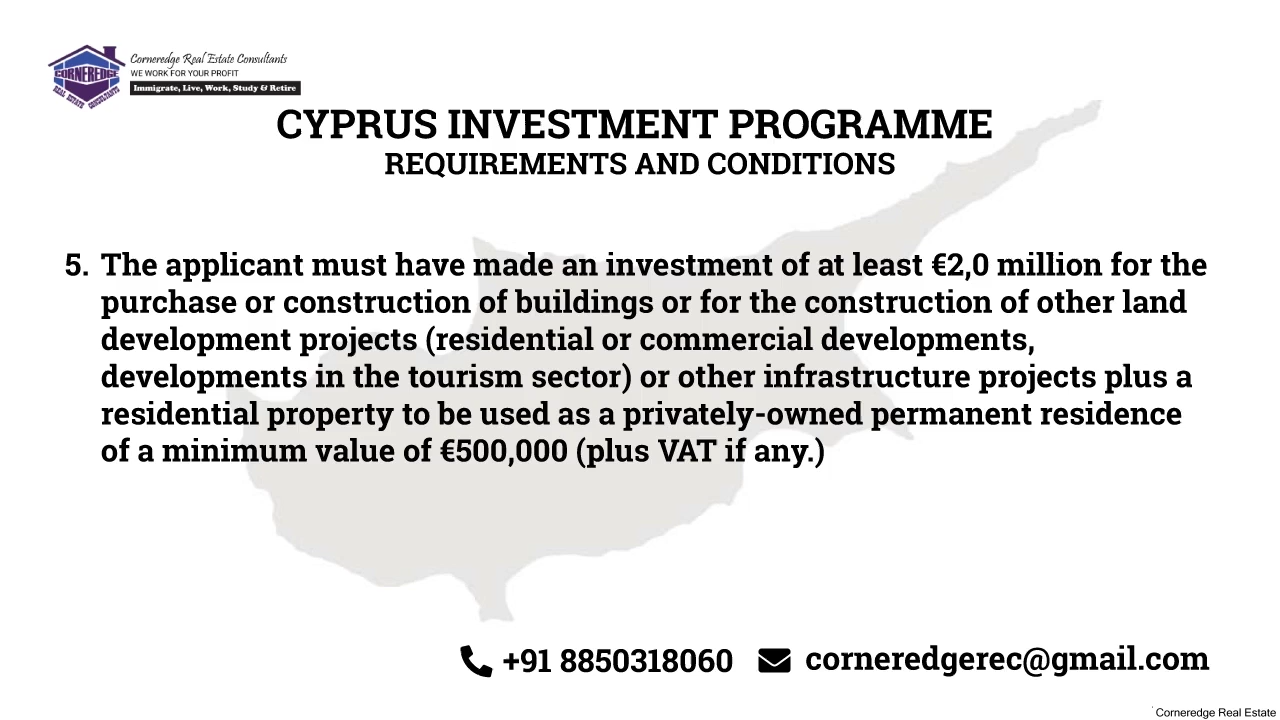 CORNEREDGE
REAL ESTATE CONSULTANTS
Corneredge Real Estate Consultants
WE WORK FOR YOUR PROFIT
Immigrate, Live, Work, Study & Retire
CYPRUS INVESTMENT PROGRAMME
REQUIREMENTS AND CONDITIONS
5. The applicant must have made an investment of at least €2,0 million for the
purchase or construction of buildings or for the construction of other land
development projects (residential or commercial developments,
developments in the tourism sector) or other infrastructure projects plus a
residential property to be used as a privately-owned permanent residence
of a minimum value of €500,000 (plus VAT if any.)
+91 8850318060 corneredgerec@gmail.com
Corneredge Real Estate